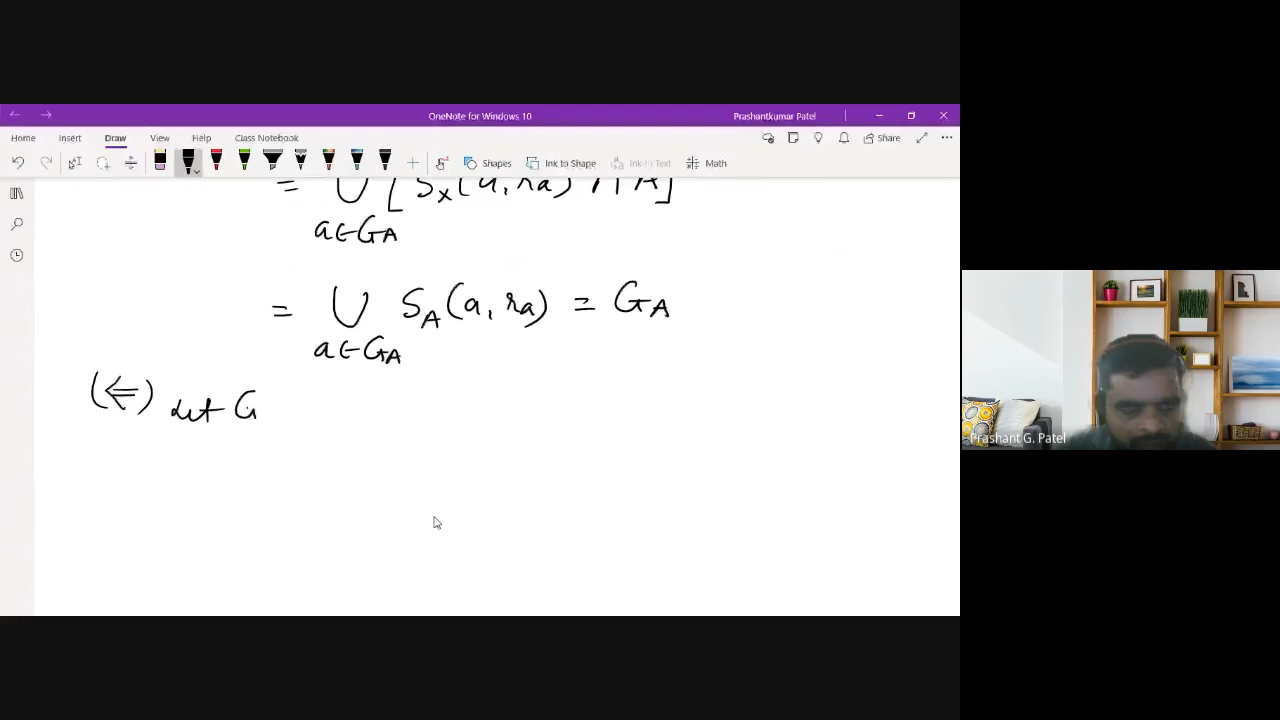 OneNote for Windows 10
Prashantkumar Patel
Home Insert Draw View Help Class Notebook
Share
Shapes Ink to Shape Ink to Text Math
= ∪ [ S_X(a, r_a) ∩ A ]
a ∈ G_A
= ∪ S_A(a, r_a) = G_A
a ∈ G_A
(⇐) Let G
Prashant G. Patel